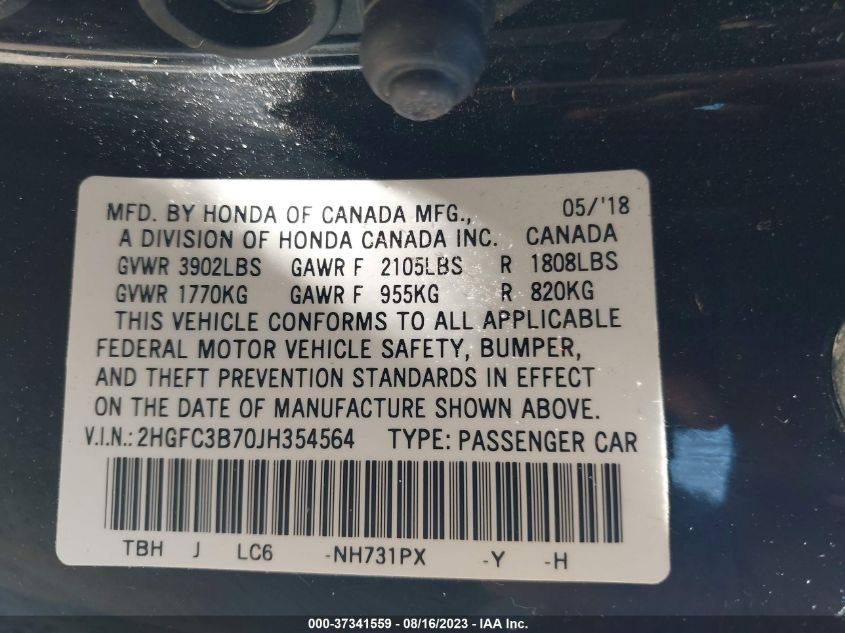 MFD. BY HONDA OF CANADA MFG., 05/'18
A DIVISION OF HONDA CANADA INC. CANADA
GVWR 3902LBS GAWR F 2105LBS R 1808LBS
GVWR 1770KG GAWR F 955KG R 820KG
THIS VEHICLE CONFORMS TO ALL APPLICABLE
FEDERAL MOTOR VEHICLE SAFETY, BUMPER,
AND THEFT PREVENTION STANDARDS IN EFFECT
ON THE DATE OF MANUFACTURE SHOWN ABOVE.
V.I.N.: 2HGFC3B70JH354564 TYPE: PASSENGER CAR
TBH J LC6 -NH731PX -Y -H
000-37341559 - 08/16/2023 - IAA Inc.